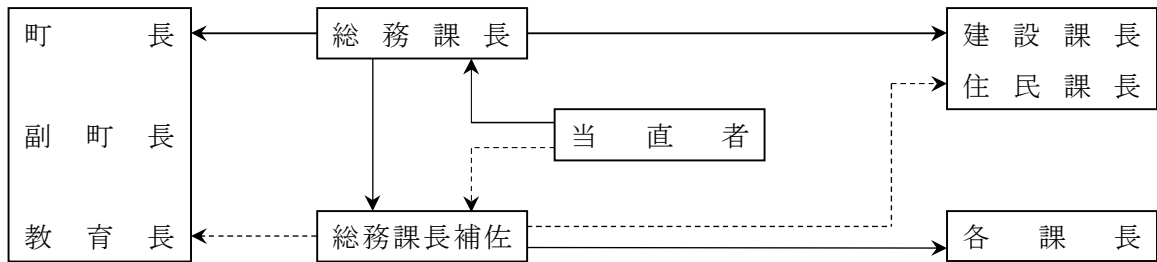 町長
副町長
教育長
総務課長
当直者
総務課長補佐
建設課長
住民課長
各課長